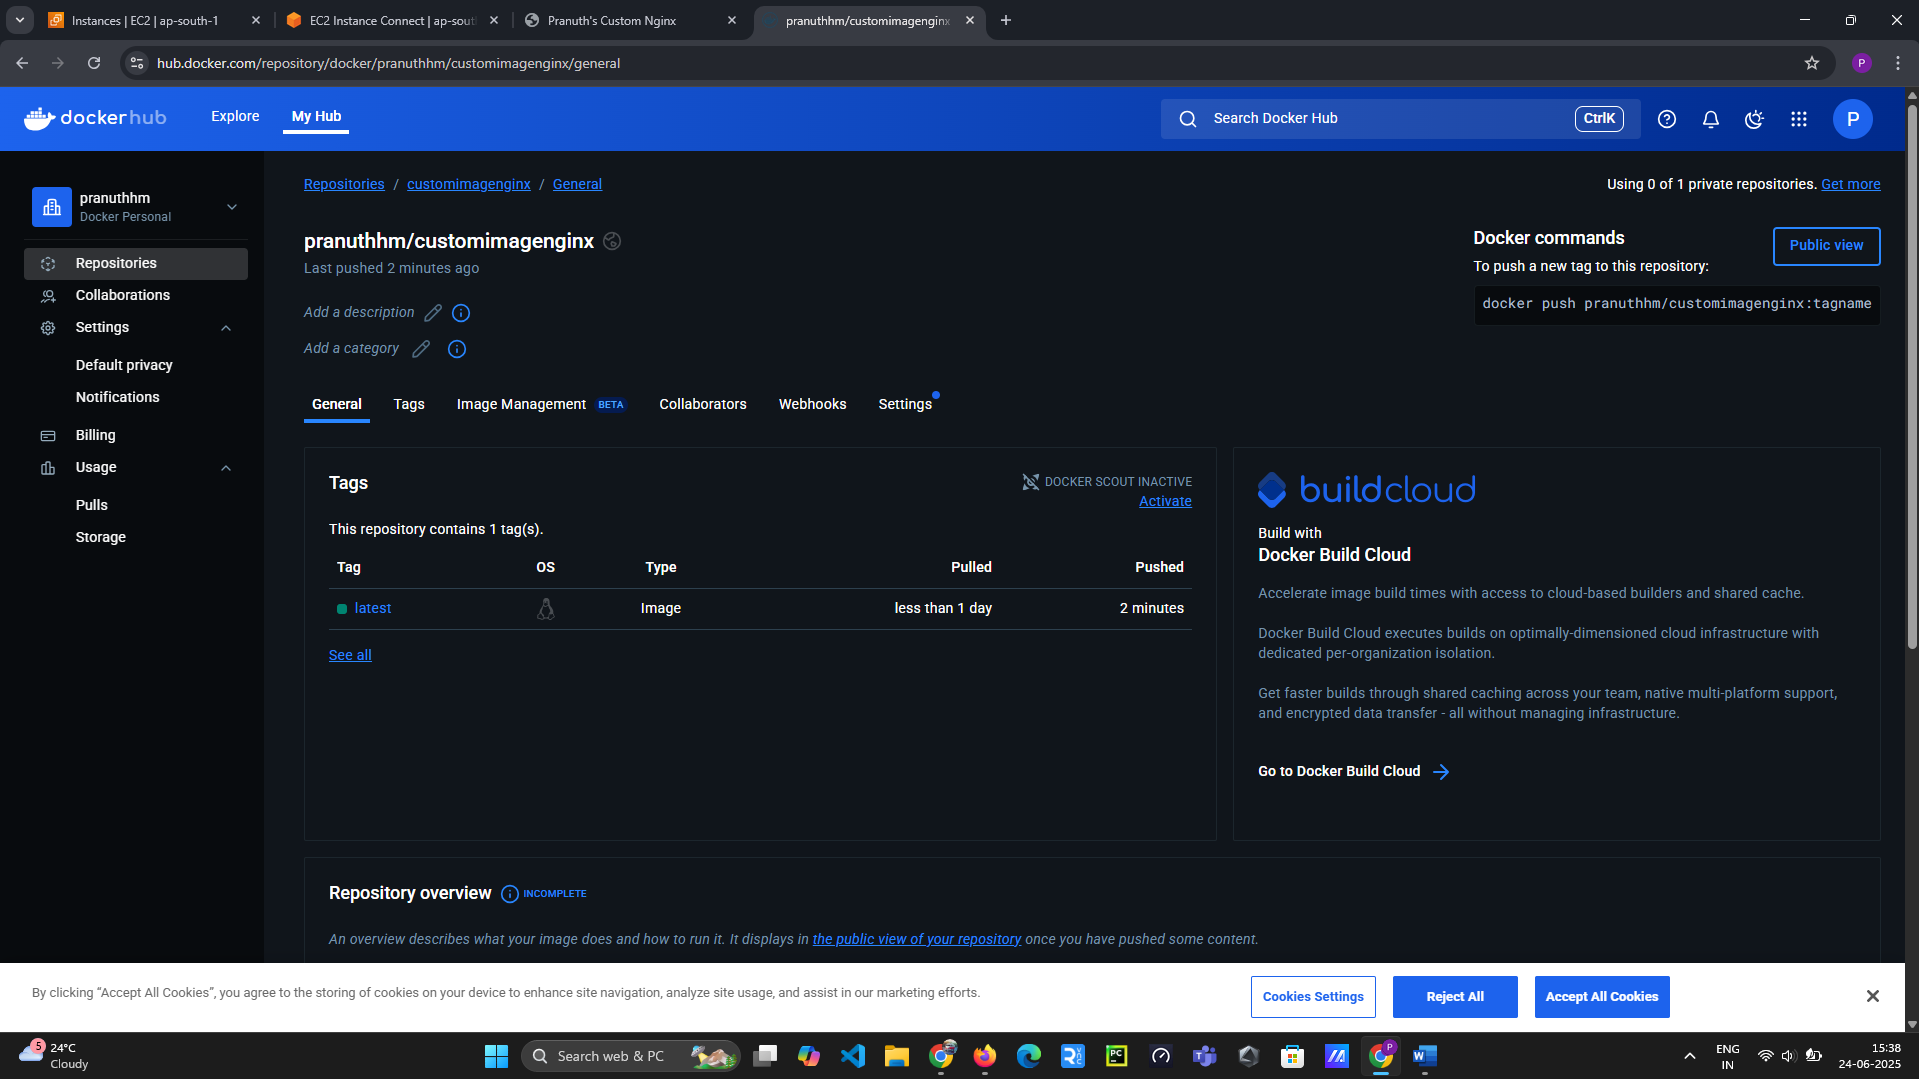 Instances | EC2 | ap-south-1
EC2 Instance Connect | ap-sout
Pranuth's Custom Nginx
pranuthhm/customimagenginx
hub.docker.com/repository/docker/pranuthhm/customimagenginx/general
P
dockerhub
Explore
My Hub
Search Docker Hub
CtrlK
P
pranuthhm
Docker Personal
Repositories
Collaborations
Settings
Default privacy
Notifications
Billing
Usage
Pulls
Storage
Repositories / customimagenginx / General
Using 0 of 1 private repositories. Get more
pranuthhm/customimagenginx
Last pushed 2 minutes ago
Add a description
Add a category
Docker commands
Public view
To push a new tag to this repository:
docker push pranuthhm/customimagenginx:tagname
General
Tags
Image Management BETA
Collaborators
Webhooks
Settings
Tags
DOCKER SCOUT INACTIVE
Activate
This repository contains 1 tag(s).
Tag OS Type Pulled Pushed
latest Image less than 1 day 2 minutes
See all
buildcloud
Build with
Docker Build Cloud
Accelerate image build times with access to cloud-based builders and shared cache.
Docker Build Cloud executes builds on optimally-dimensioned cloud infrastructure with
dedicated per-organization isolation.
Get faster builds through shared caching across your team, native multi-platform support,
and encrypted data transfer - all without managing infrastructure.
Go to Docker Build Cloud
Repository overview INCOMPLETE
An overview describes what your image does and how to run it. It displays in the public view of your repository once you have pushed some content.
By clicking “Accept All Cookies”, you agree to the storing of cookies on your device to enhance site navigation, analyze site usage, and assist in our marketing efforts.
Cookies Settings
Reject All
Accept All Cookies
5
24°C
Cloudy
Search web & PC
ENG
IN
15:38
24-06-2025